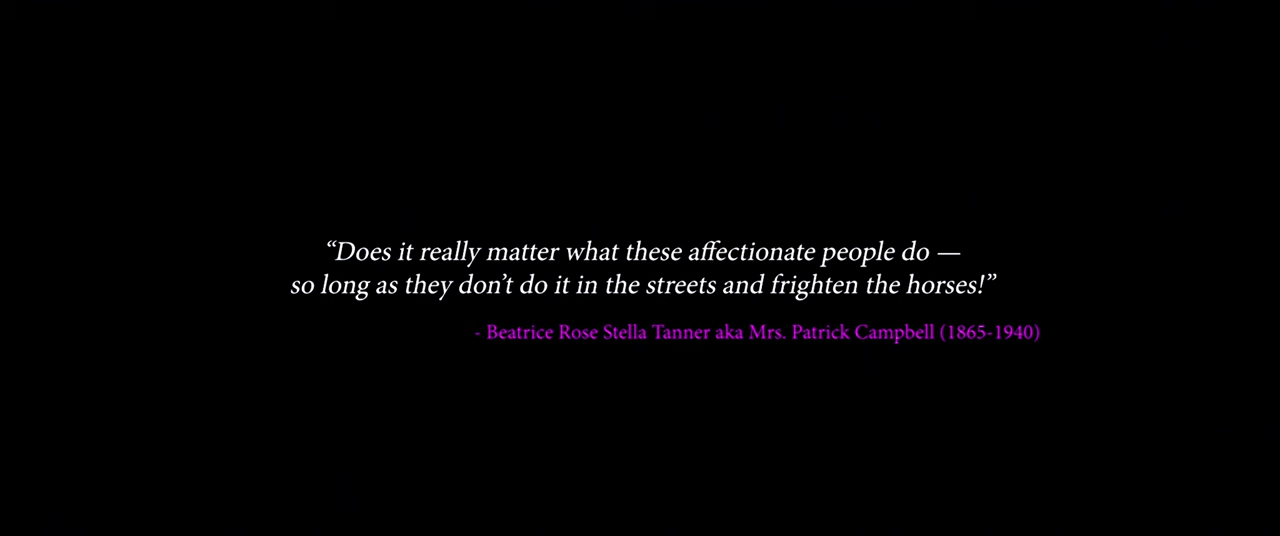 “Does it really matter what these affectionate people do —
so long as they don’t do it in the streets and frighten the horses!”
- Beatrice Rose Stella Tanner aka Mrs. Patrick Campbell (1865-1940)